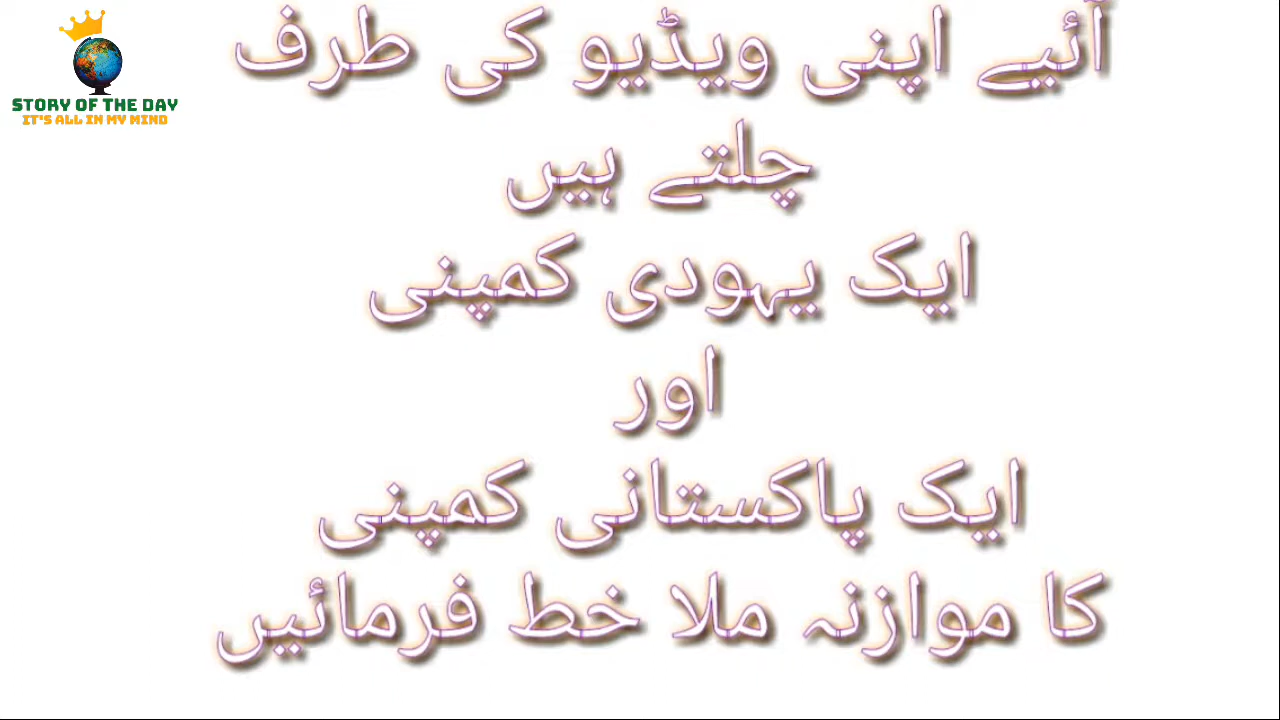 STORY OF THE DAY
IT'S ALL IN MY MIND
آئیے اپنی ویڈیو کی طرف
چلتے ہیں
ایک یہودی کمپنی
اور
ایک پاکستانی کمپنی
کا موازنہ ملا خط فرمائیں